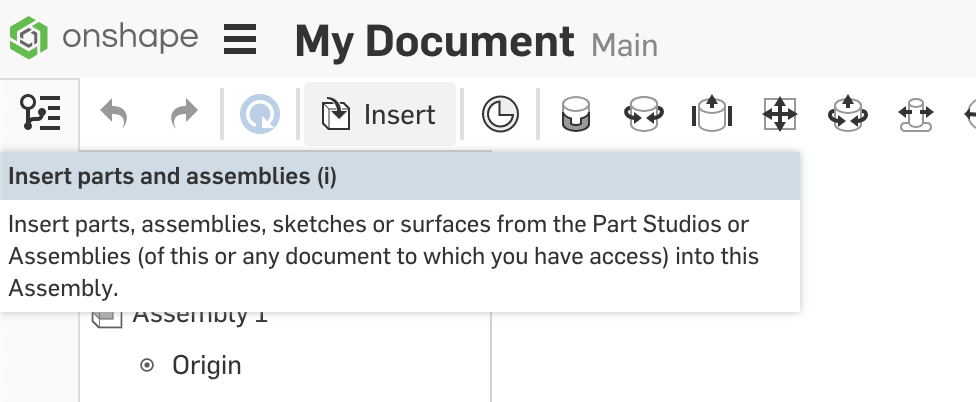 onshape My Document Main
Insert
Insert parts and assemblies (i)
Insert parts, assemblies, sketches or surfaces from the Part Studios or
Assemblies (of this or any document to which you have access) into this
Assembly.
Assembly 1
Origin